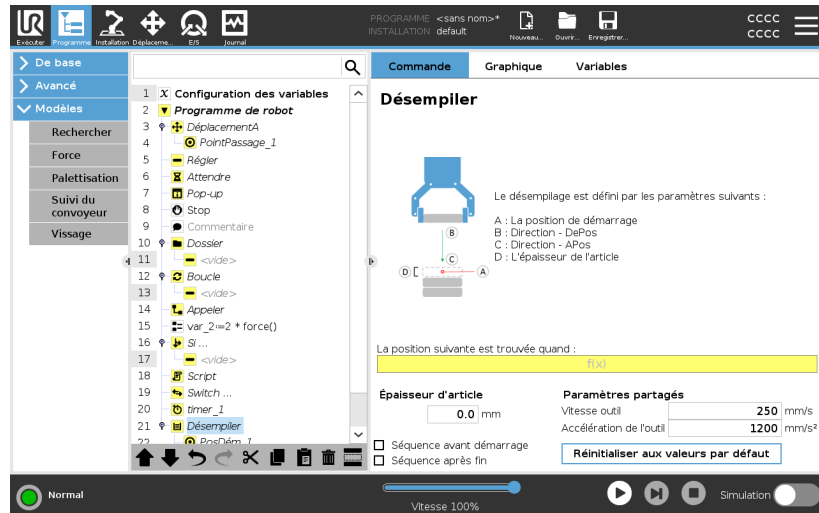 PROGRAMME <sans nom>*
INSTALLATION default
cccc
cccc
Exécuter
Programme
Installation
Déplaceme...
E/S
Journal
Nouveau...
Ouvrir...
Enregistrer...
De base
Avancé
Modèles
Rechercher
Force
Palettisation
Suivi du
convoyeur
Vissage
1 X Configuration des variables
2 Programme de robot
3 DéplacementA
4 PointPassage_1
5 Régler
6 Attendre
7 Pop-up
8 Stop
9 Commentaire
10 Dossier
11 <vide>
12 Boucle
13 <vide>
14 Appeler
15 var_2:=2 * force()
16 Si ...
17 <vide>
18 Script
19 Switch ...
20 timer_1
21 Désempiler
22 PosDém_1
Commande Graphique Variables
Désempiler
Le désempilage est défini par les paramètres suivants :
A : La position de démarrage
B : Direction - DePos
C : Direction - APos
D : L'épaisseur de l'article
B
C
D
A
La position suivante est trouvée quand :
f(x)
Épaisseur d'article
0.0 mm
Séquence avant démarrage
Séquence après fin
Paramètres partagés
Vitesse outil 250 mm/s
Accélération de l'outil 1200 mm/s²
Réinitialiser aux valeurs par défaut
Normal
Vitesse 100%
Simulation